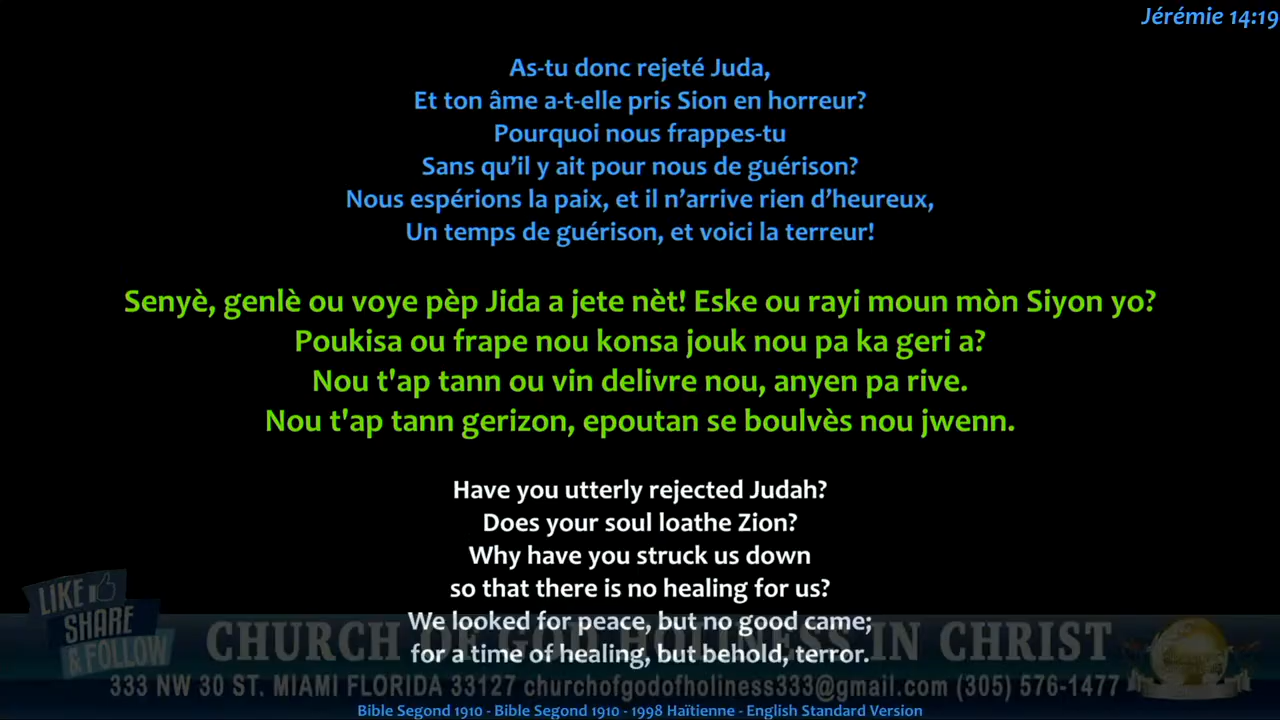 Jérémie 14:19
As-tu donc rejeté Juda,
Et ton âme a-t-elle pris Sion en horreur?
Pourquoi nous frappes-tu
Sans qu’il y ait pour nous de guérison?
Nous espérions la paix, et il n’arrive rien d’heureux,
Un temps de guérison, et voici la terreur!
Senyè, genlè ou voye pèp Jida a jete nèt! Eske ou rayi moun mòn Siyon yo?
Poukisa ou frape nou konsa jouk nou pa ka geri a?
Nou t'ap tann ou vin delivre nou, anyen pa rive.
Nou t'ap tann gerizon, epoutan se boulvès nou jwenn.
Have you utterly rejected Judah?
Does your soul loathe Zion?
Why have you struck us down
so that there is no healing for us?
We looked for peace, but no good came;
for a time of healing, but behold, terror.
LIKE
SHARE
& FOLLOW
CHURCH OF GOD HOLINESS IN CHRIST
333 NW 30 ST. MIAMI FLORIDA 33127 churchofgodofholiness333@gmail.com (305) 576-1477
Bible Segond 1910 - Bible Segond 1910 - 1998 Haïtienne - English Standard Version